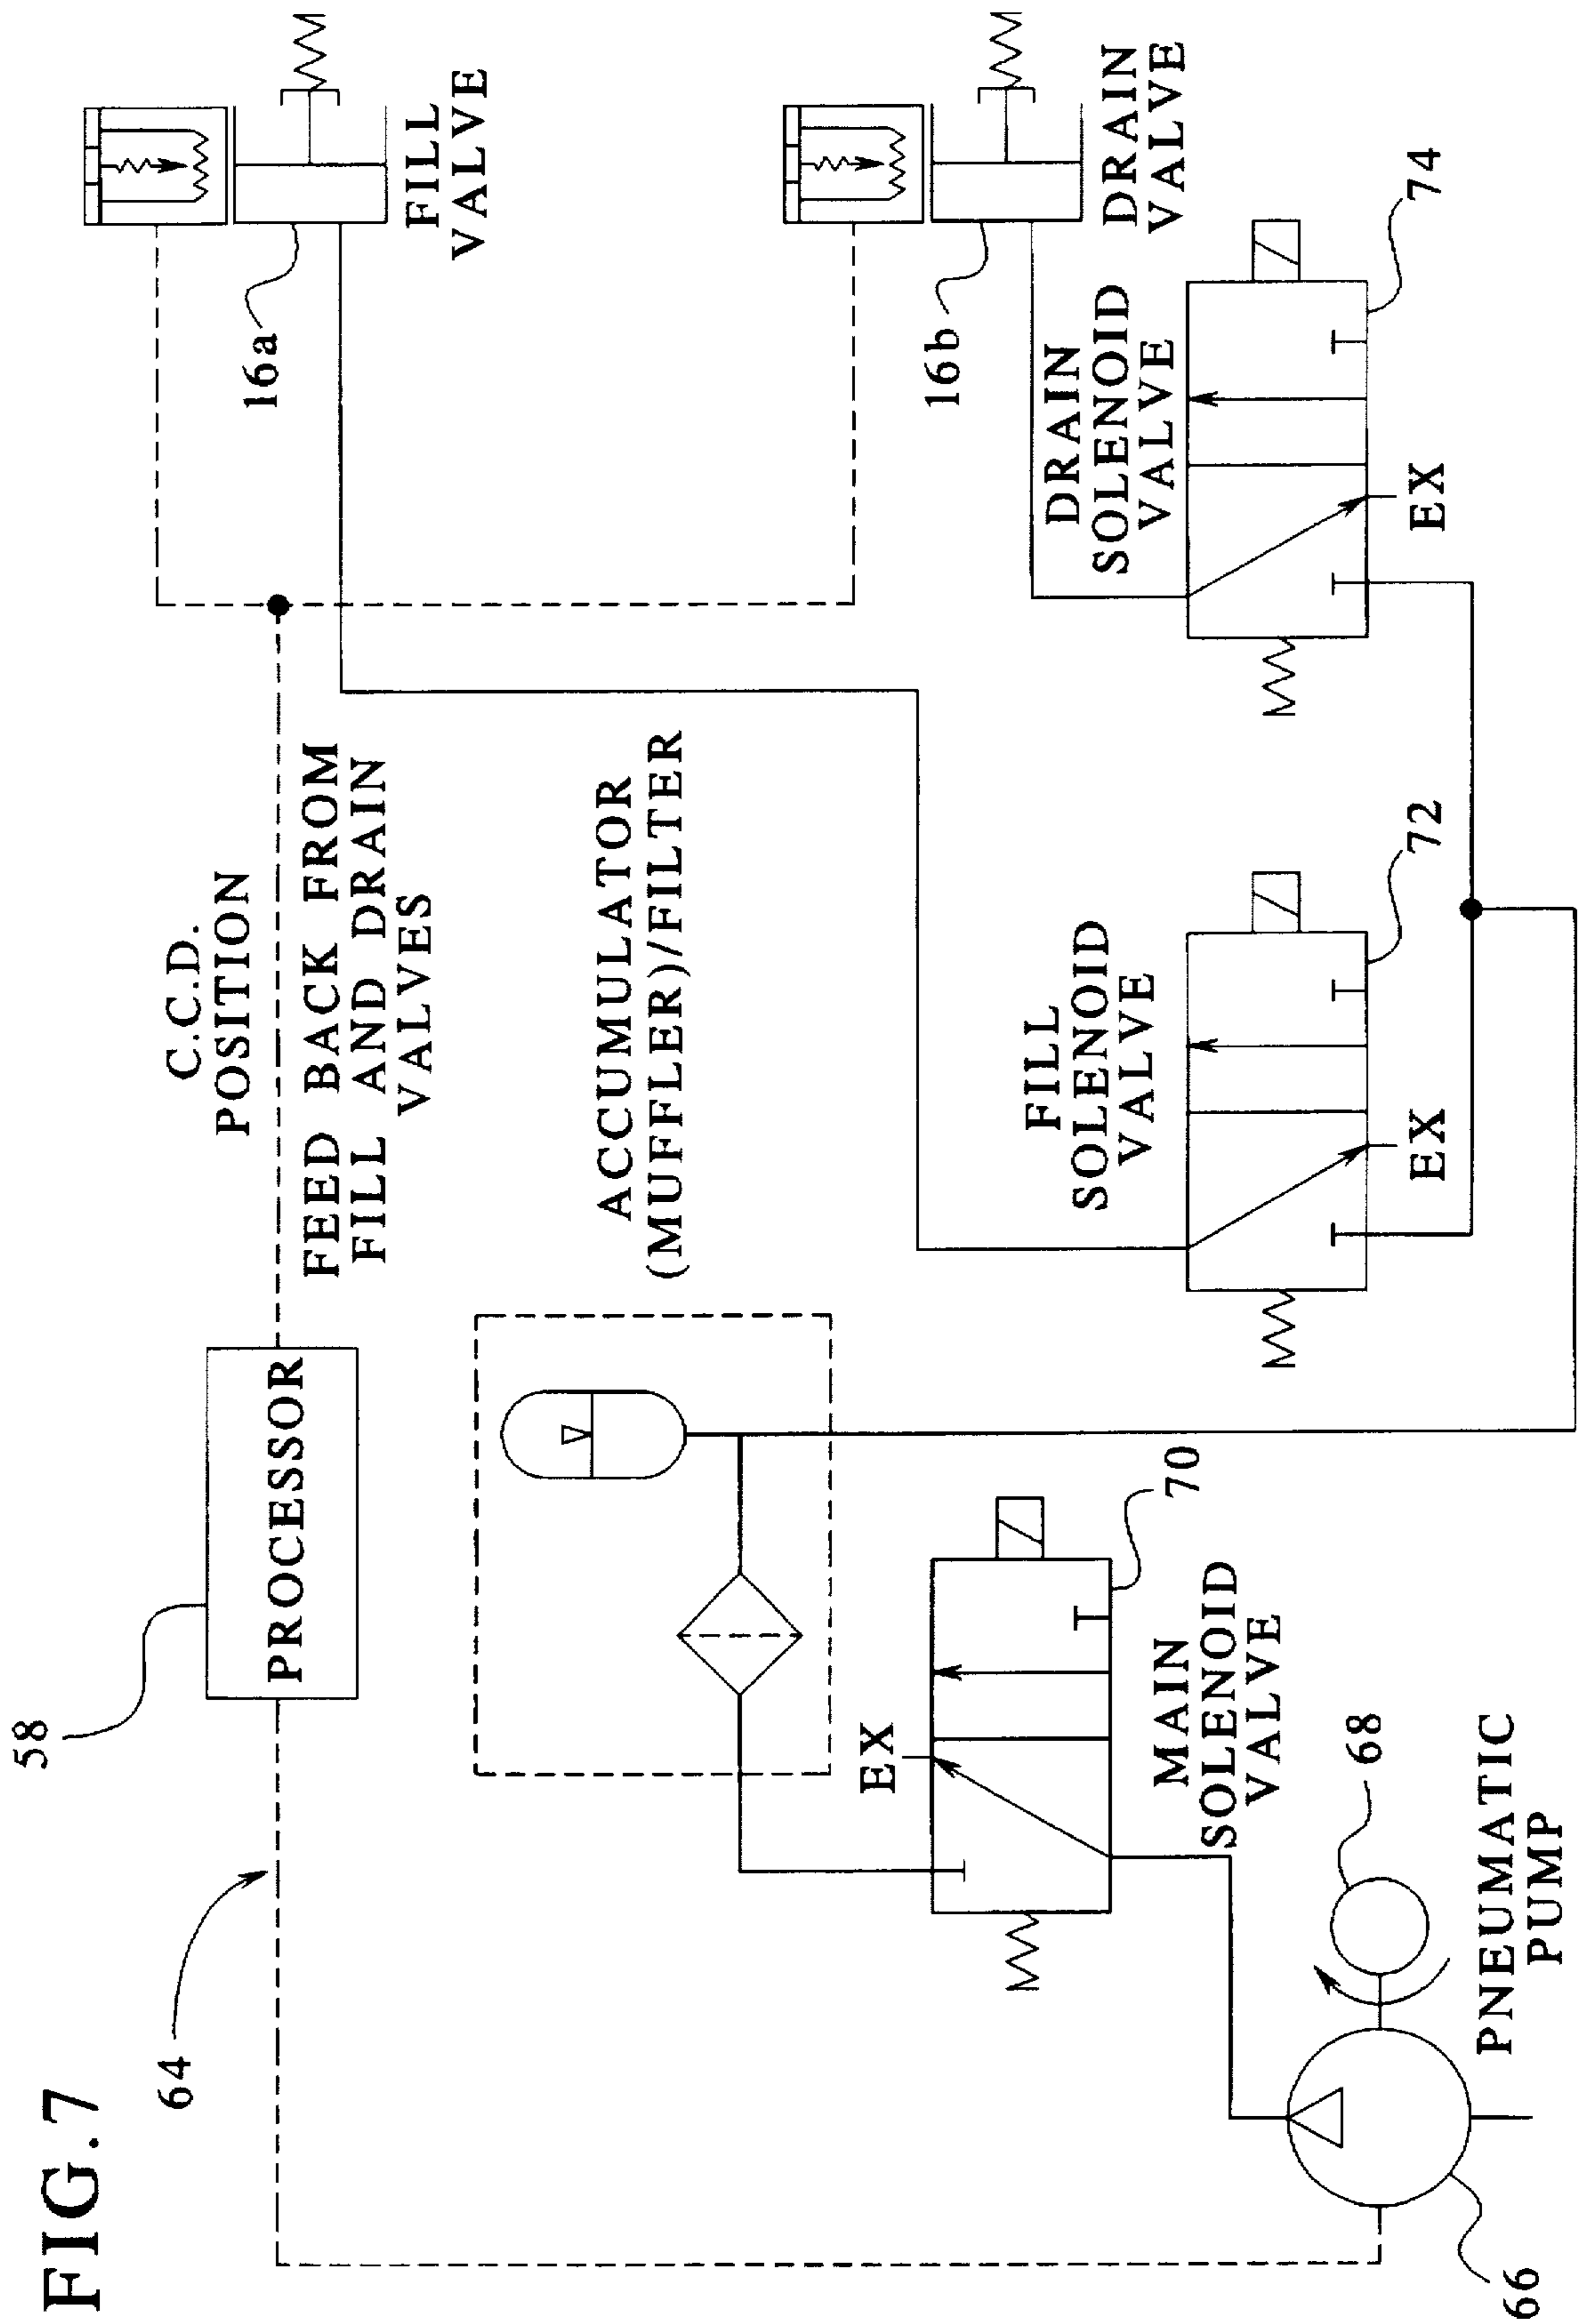 FIG.7
58
64
PROCESSOR
C.C.D.
POSITION
FEED BACK FROM
FILL AND DRAIN
VALVES
16a
FILL
VALVE
ACCUMULATOR
(MUFFLER)/FILTER
16b
DRAIN
VALVE
EX
70
MAIN
SOLENOID
VALVE
FILL
SOLENOID
VALVE
72
EX
DRAIN
SOLENOID
VALVE
74
EX
68
PNEUMATIC
PUMP
66